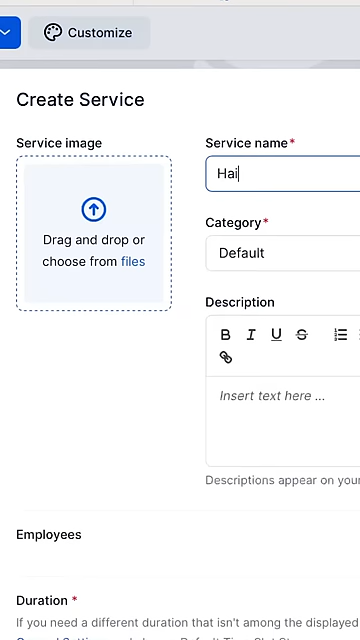 Customize
Create Service
Service image
Service name*
Hai
Drag and drop or
choose from files
Category*
Default
Description
B I U S
Insert text here ...
Descriptions appear on your
Employees
Duration *
If you need a different duration that isn't among the displayed